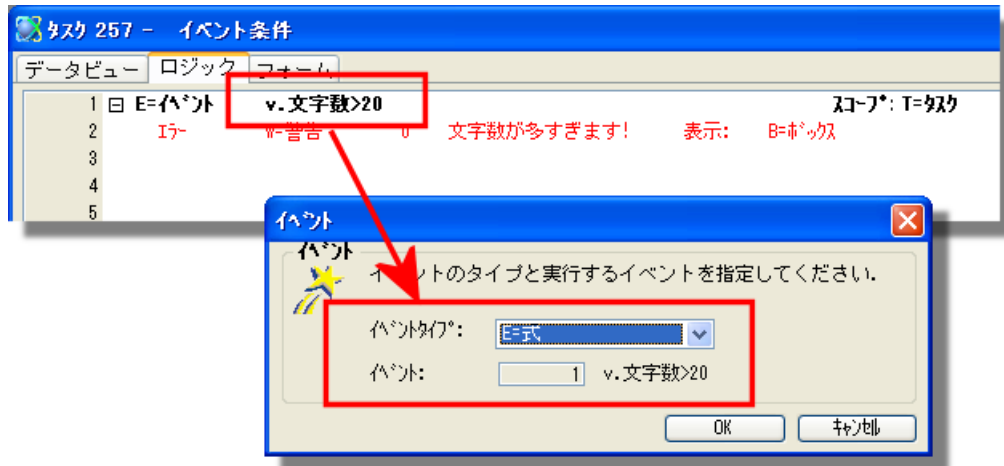 タスク 257 - イベント条件
データビュー ロジック フォーム
1 E=ｲﾍﾞﾝﾄ v.文字数>20 ｽｺｰﾌﾟ: T=ﾀｽｸ
2 ｴﾗｰ W=警告 0 文字数が多すぎます! 表示: B=ﾎﾞｯｸｽ
3
4
5
ｲﾍﾞﾝﾄ
ｲﾍﾞﾝﾄ
イベントのタイプと実行するイベントを指定してください.
ｲﾍﾞﾝﾄﾀｲﾌﾟ: E=式
ｲﾍﾞﾝﾄ: 1 v.文字数>20
OK ｷｬﾝｾﾙ